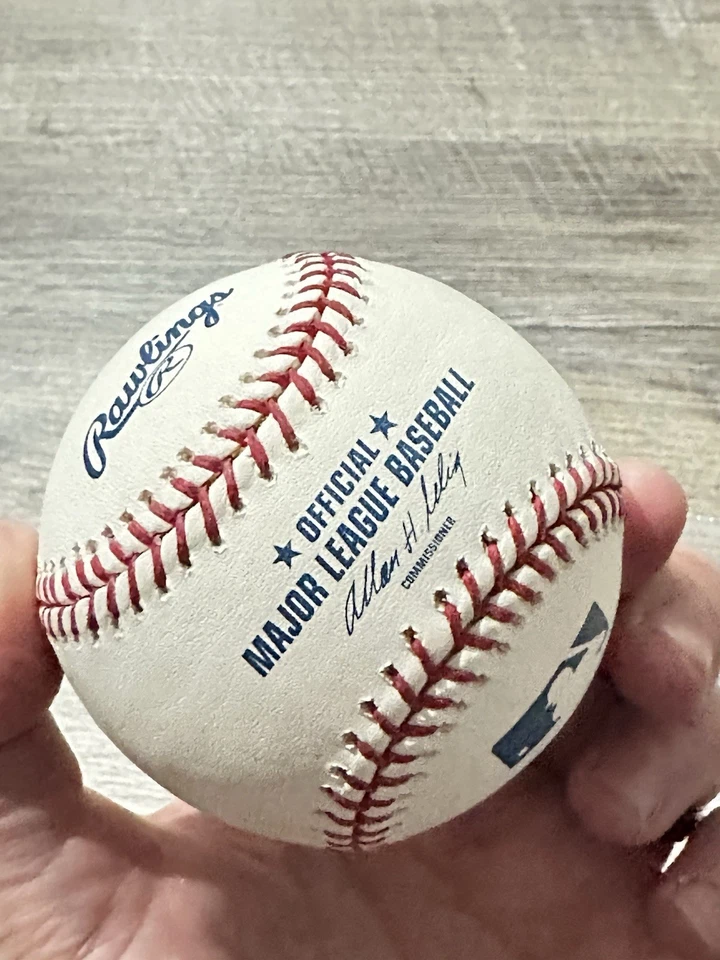 Rawlings
R
★ OFFICIAL ★
MAJOR LEAGUE BASEBALL
Allan H. Selig
COMMISSIONER